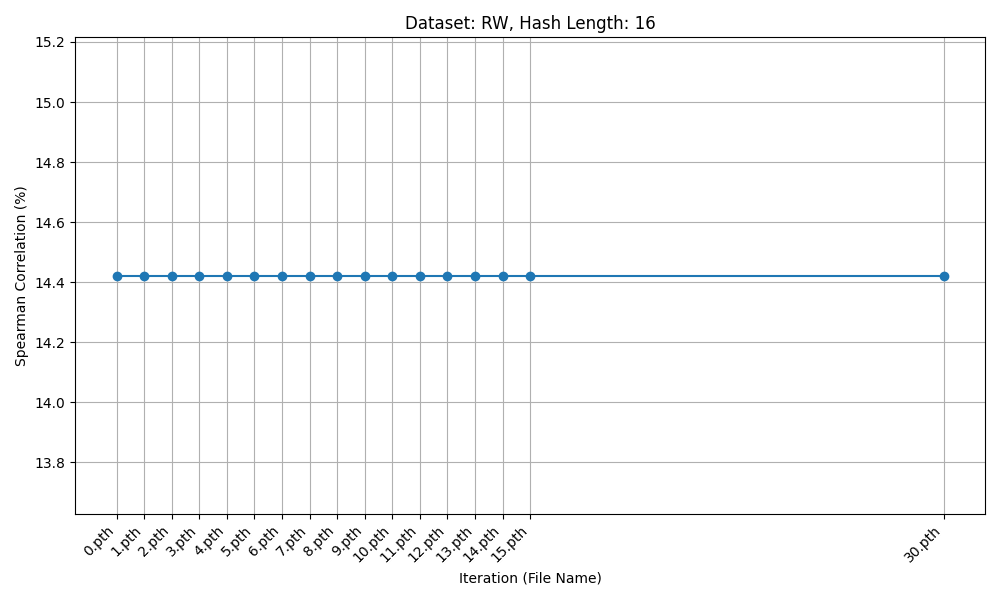 Dataset: RW, Hash Length: 16
15.2
15.0
14.8
14.6
14.4
14.2
14.0
13.8
Spearman Correlation (%)
0.pth
1.pth
2.pth
3.pth
4.pth
5.pth
6.pth
7.pth
8.pth
9.pth
10.pth
11.pth
12.pth
13.pth
14.pth
15.pth
30.pth
Iteration (File Name)